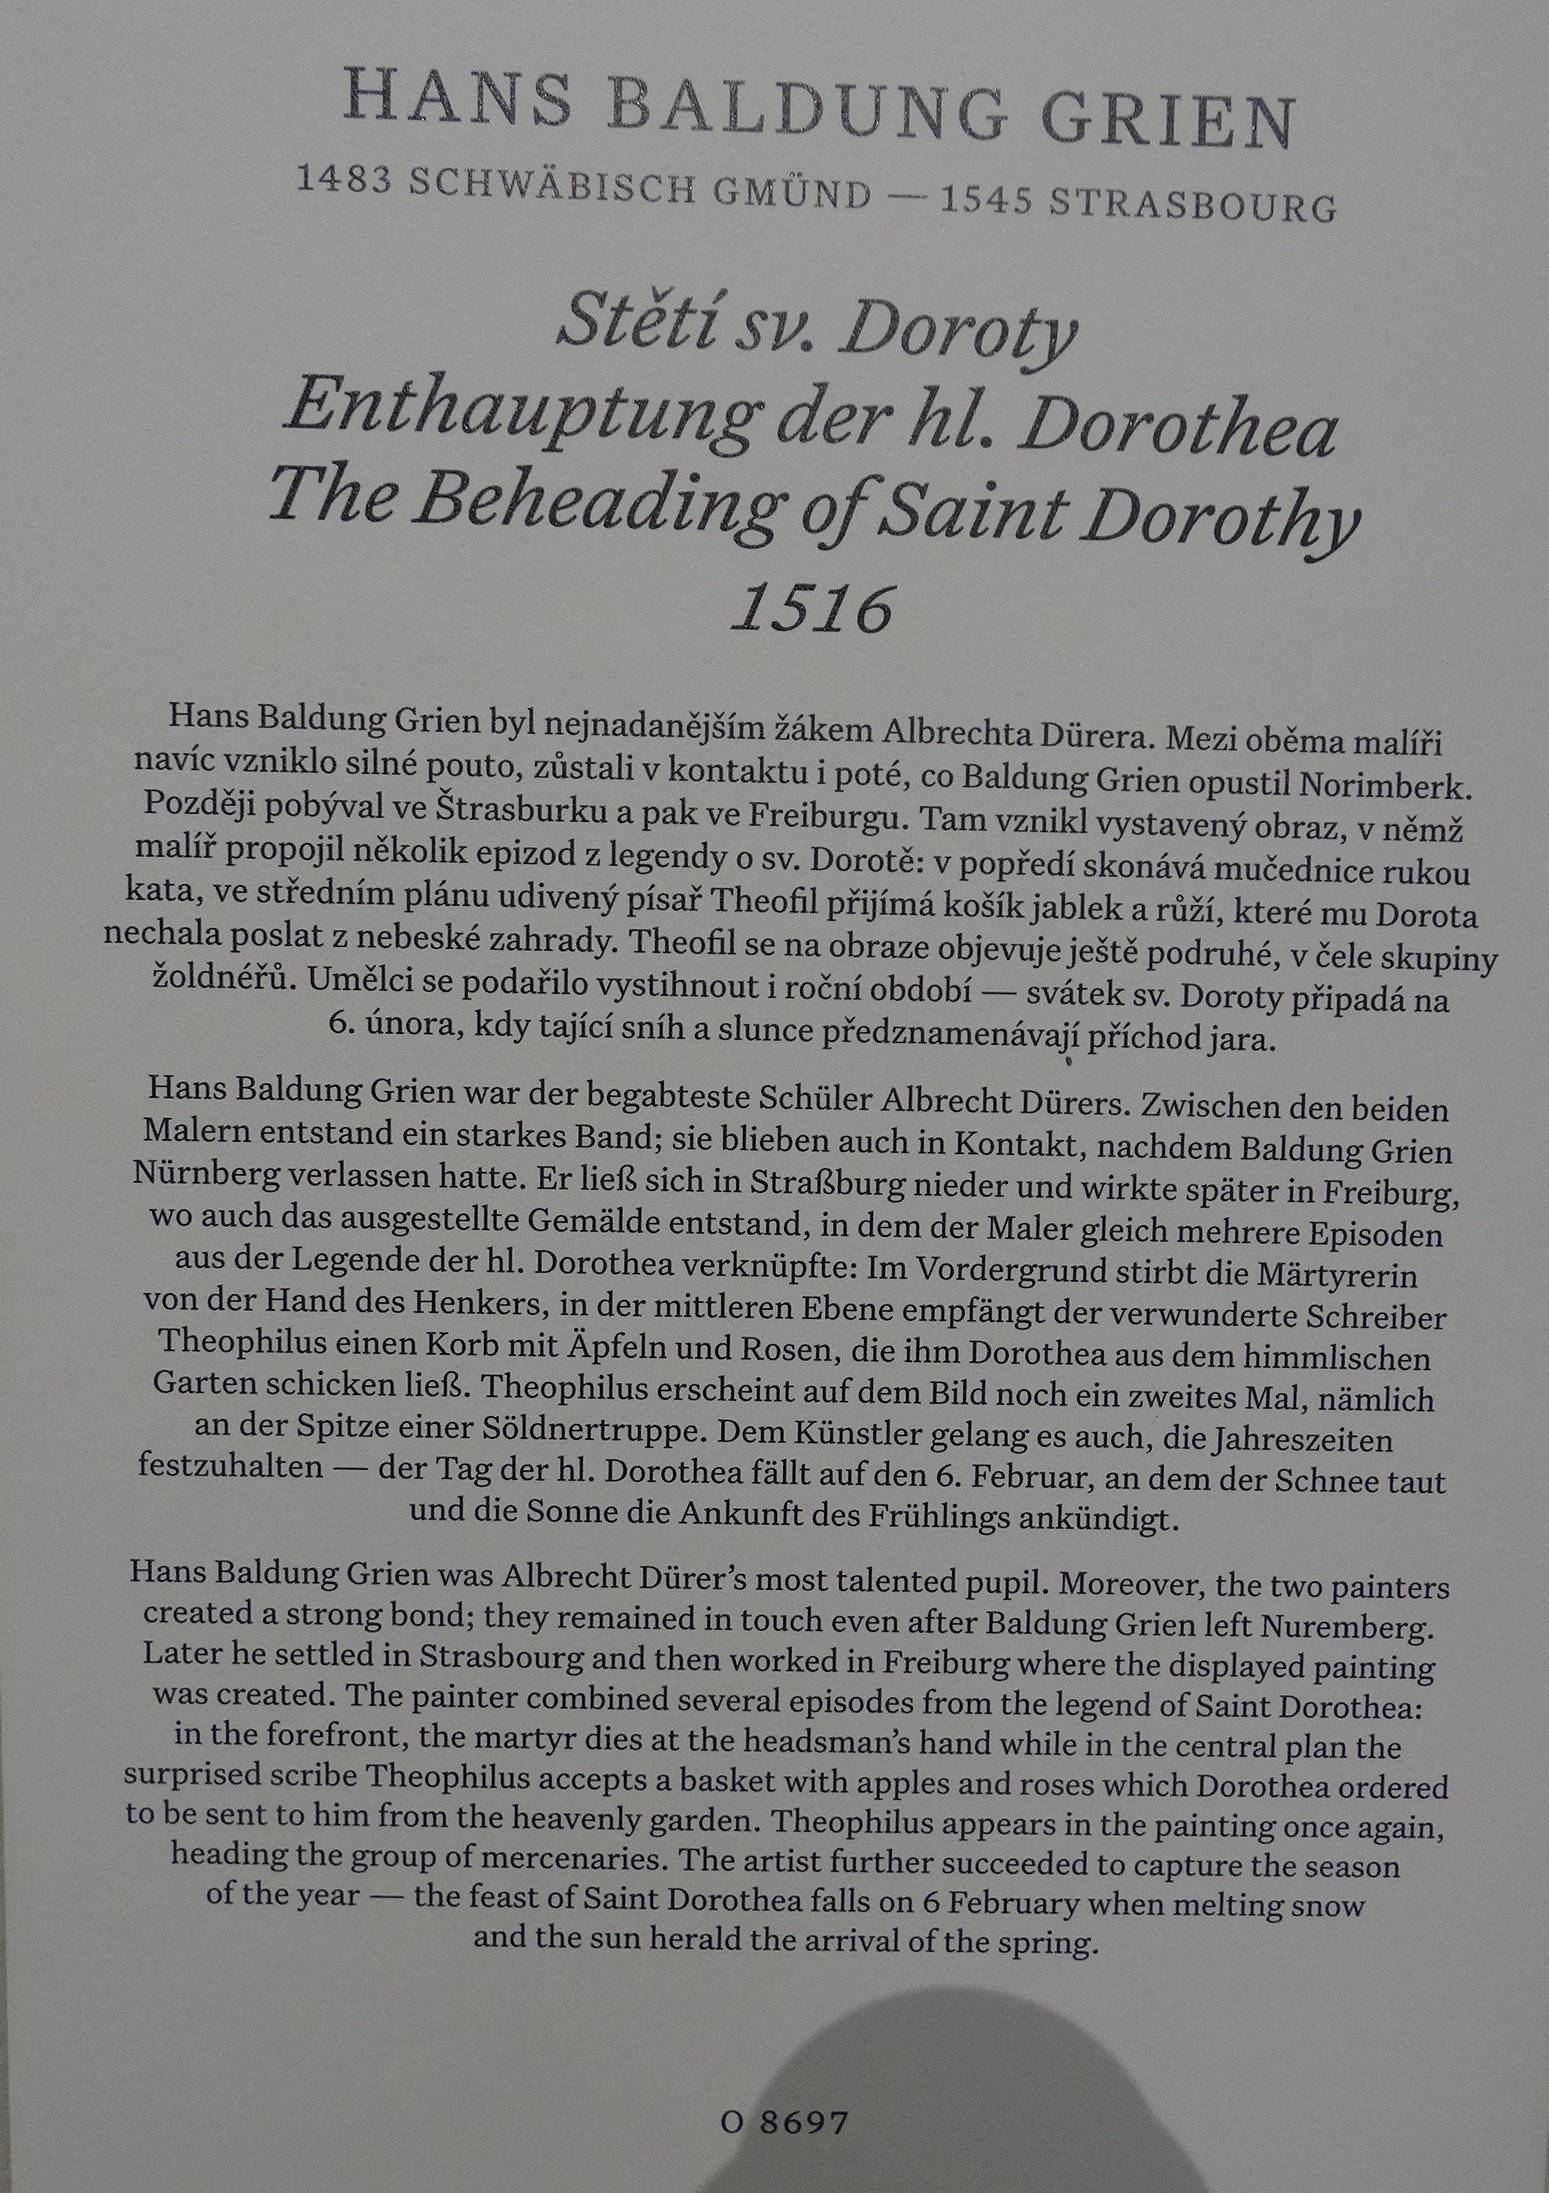 HANS BALDUNG GRIEN
1483 SCHWÄBISCH GMÜND — 1545 STRASBOURG
Stětí sv. Doroty
Enthauptung der hl. Dorothea
The Beheading of Saint Dorothy
1516
Hans Baldung Grien byl nejnadanějším žákem Albrechta Dürera. Mezi oběma malíři
navíc vzniklo silné pouto, zůstali v kontaktu i poté, co Baldung Grien opustil Norimberk.
Později pobýval ve Štrasburku a pak ve Freiburgu. Tam vznikl vystavený obraz, v němž
malíř propojil několik epizod z legendy o sv. Dorotě: v popředí skonává mučednice rukou
kata, ve středním plánu udivený písař Theofil přijímá košík jablek a růží, které mu Dorota
nechala poslat z nebeské zahrady. Theofil se na obraze objevuje ještě podruhé, v čele skupiny
žoldnéřů. Umělci se podařilo vystihnout i roční období — svátek sv. Doroty připadá na
6. února, kdy tající sníh a slunce předznamenávají příchod jara.
Hans Baldung Grien war der begabteste Schüler Albrecht Dürers. Zwischen den beiden
Malern entstand ein starkes Band; sie blieben auch in Kontakt, nachdem Baldung Grien
Nürnberg verlassen hatte. Er ließ sich in Straßburg nieder und wirkte später in Freiburg,
wo auch das ausgestellte Gemälde entstand, in dem der Maler gleich mehrere Episoden
aus der Legende der hl. Dorothea verknüpfte: Im Vordergrund stirbt die Märtyrerin
von der Hand des Henkers, in der mittleren Ebene empfängt der verwunderte Schreiber
Theophilus einen Korb mit Äpfeln und Rosen, die ihm Dorothea aus dem himmlischen
Garten schicken ließ. Theophilus erscheint auf dem Bild noch ein zweites Mal, nämlich
an der Spitze einer Söldnertruppe. Dem Künstler gelang es auch, die Jahreszeiten
festzuhalten — der Tag der hl. Dorothea fällt auf den 6. Februar, an dem der Schnee taut
und die Sonne die Ankunft des Frühlings ankündigt.
Hans Baldung Grien was Albrecht Dürer’s most talented pupil. Moreover, the two painters
created a strong bond; they remained in touch even after Baldung Grien left Nuremberg.
Later he settled in Strasbourg and then worked in Freiburg where the displayed painting
was created. The painter combined several episodes from the legend of Saint Dorothea:
in the forefront, the martyr dies at the headsman’s hand while in the central plan the
surprised scribe Theophilus accepts a basket with apples and roses which Dorothea ordered
to be sent to him from the heavenly garden. Theophilus appears in the painting once again,
heading the group of mercenaries. The artist further succeeded to capture the season
of the year — the feast of Saint Dorothea falls on 6 February when melting snow
and the sun herald the arrival of the spring.
O 8697